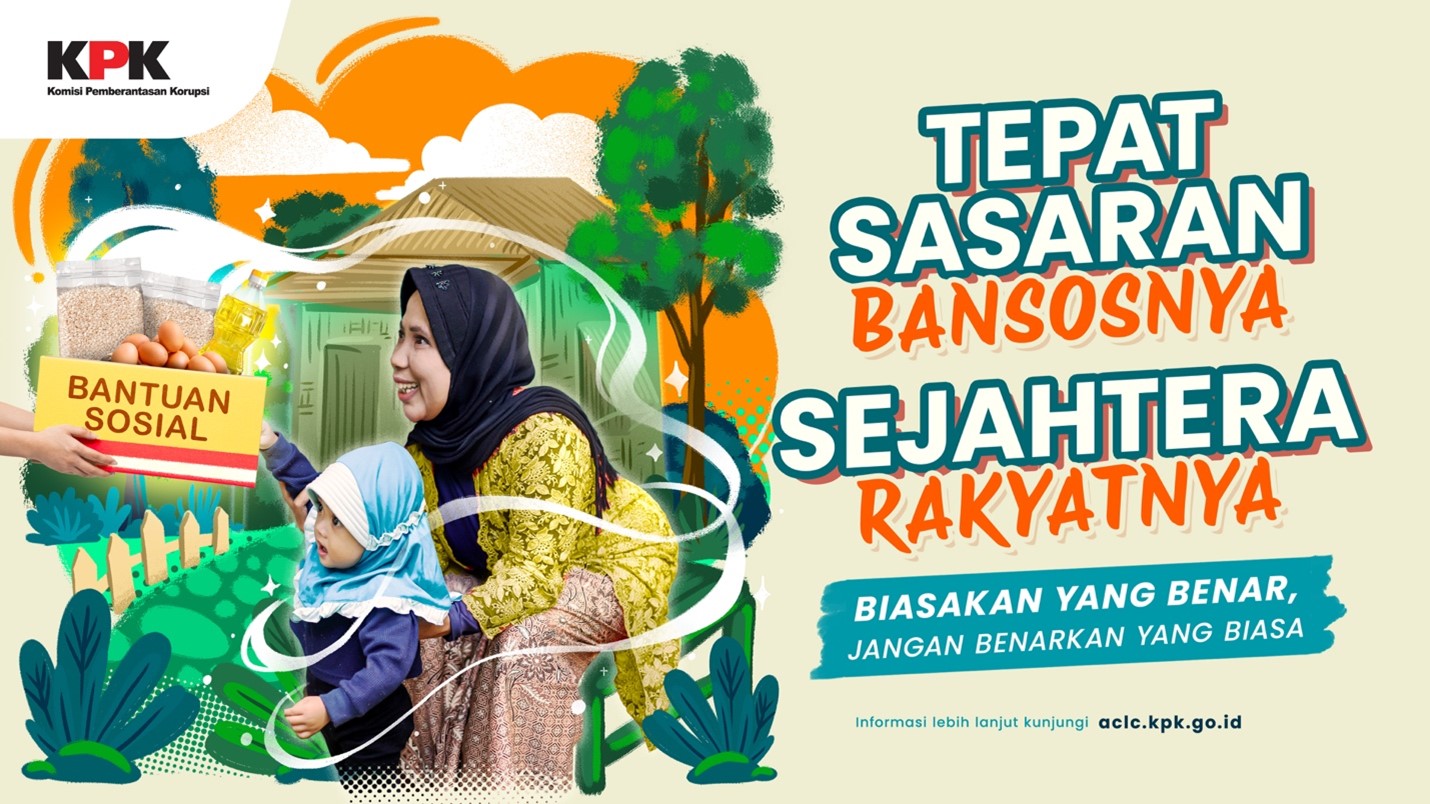 KPK
Komisi Pemberantasan Korupsi
BANTUAN
SOSIAL
TEPAT
SASARAN
BANSOSNYA
SEJAHTERA
RAKYATNYA
BIASAKAN YANG BENAR,
JANGAN BENARKAN YANG BIASA
Informasi lebih lanjut kunjungi aclc.kpk.go.id